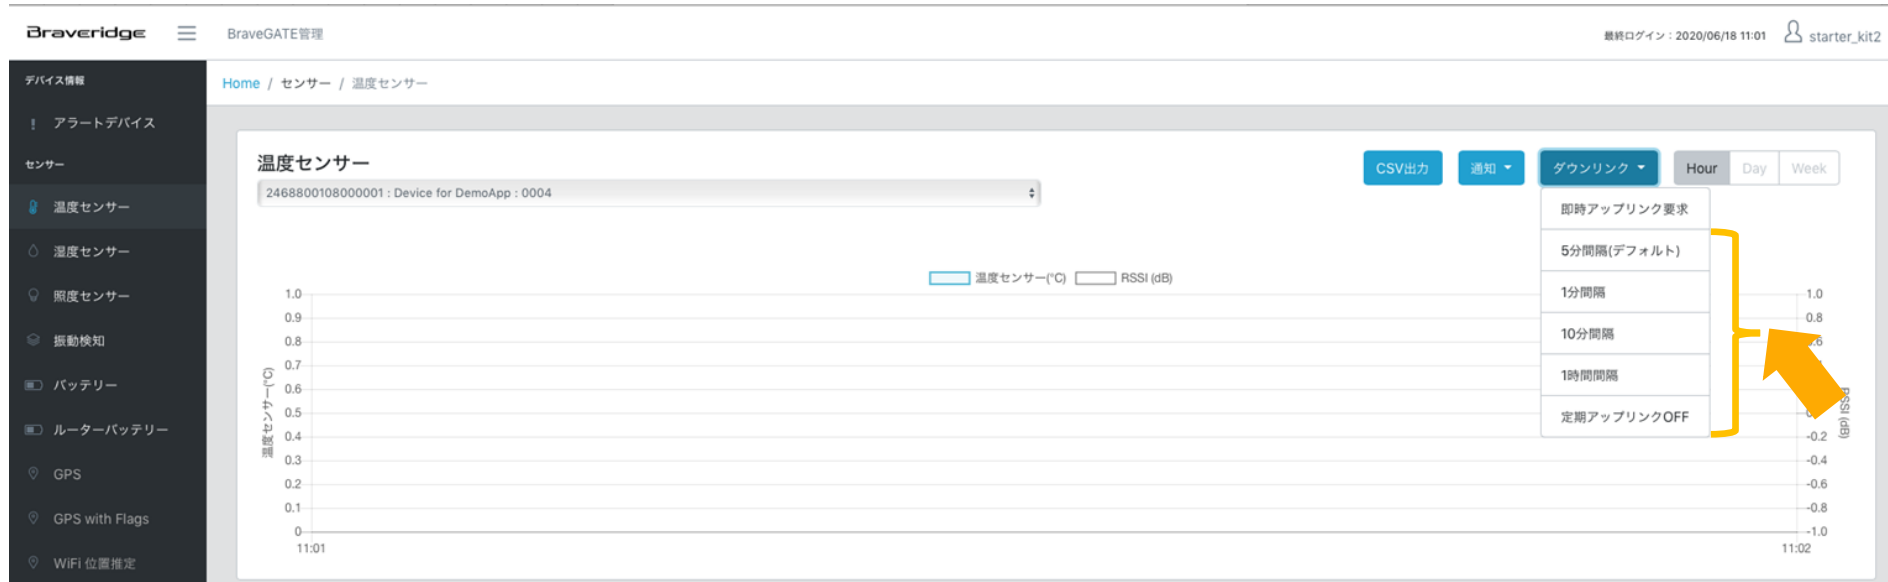 Braveridge
BraveGATE管理
最終ログイン : 2020/06/18 11:01
starter_kit2
デバイス情報
アラートデバイス
センサー
温度センサー
湿度センサー
照度センサー
振動検知
バッテリー
ルーターバッテリー
GPS
GPS with Flags
WiFi 位置推定
Home / センサー / 温度センサー
温度センサー
2468800108000001 : Device for DemoApp : 0004
CSV出力
通知
ダウンリンク
Hour
Day
Week
即時アップリンク要求
5分間隔(デフォルト)
1分間隔
10分間隔
1時間間隔
定期アップリンクOFF
温度センサー(°C)
RSSI (dB)
温度センサー(°C)
1.0
0.9
0.8
0.7
0.6
0.5
0.4
0.3
0.2
0.1
0
11:01
11:02
1.0
0.8
-0.2
-0.4
-0.6
-0.8
-1.0
RSSI (dB)